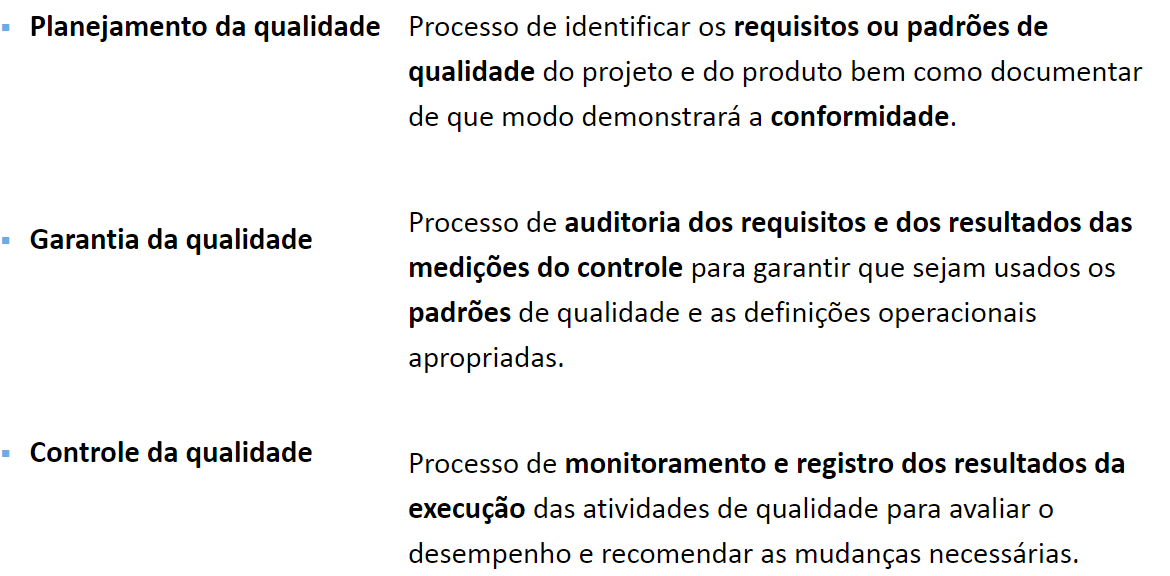 ▪ Planejamento da qualidade
Processo de identificar os requisitos ou padrões de
qualidade do projeto e do produto bem como documentar
de que modo demonstrará a conformidade.
▪ Garantia da qualidade
Processo de auditoria dos requisitos e dos resultados das
medições do controle para garantir que sejam usados os
padrões de qualidade e as definições operacionais
apropriadas.
▪ Controle da qualidade
Processo de monitoramento e registro dos resultados da
execução das atividades de qualidade para avaliar o
desempenho e recomendar as mudanças necessárias.